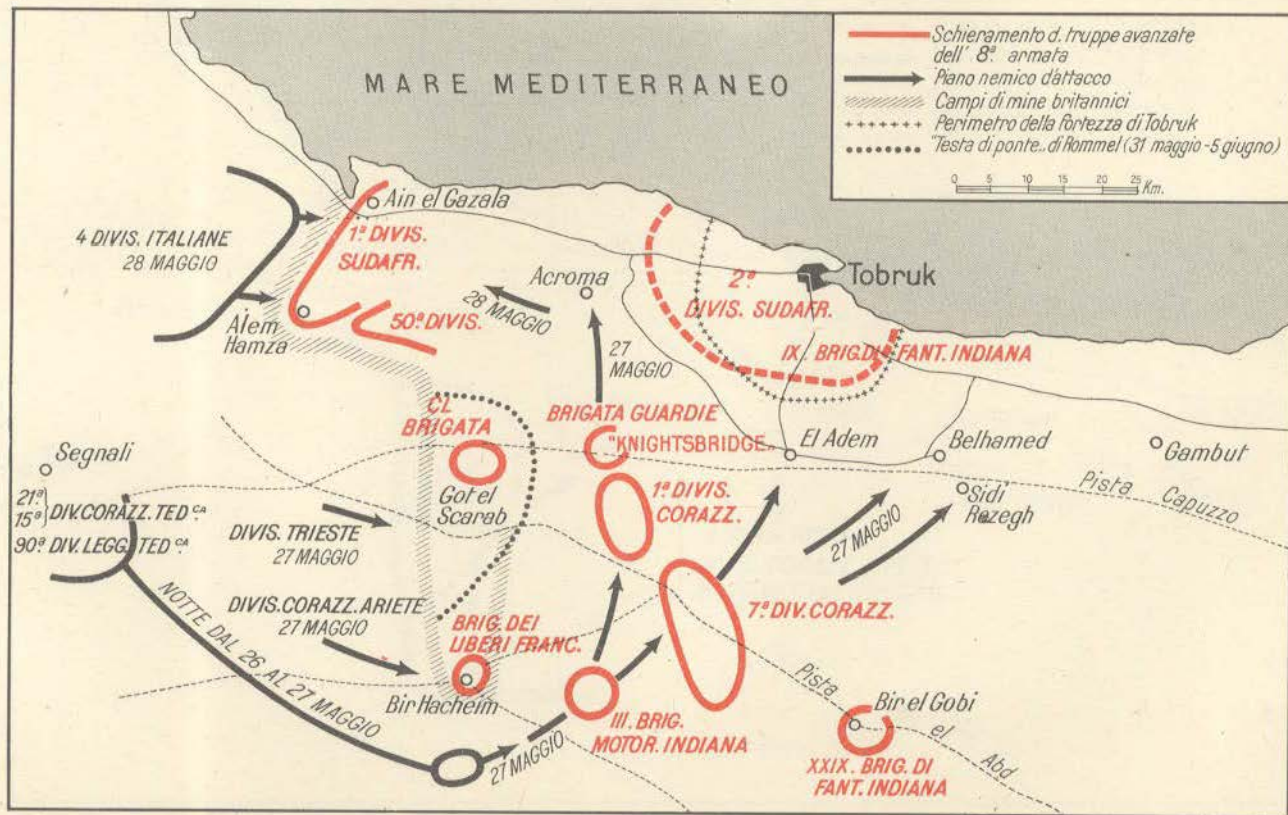 MARE MEDITERRANEO
Schieramento d. truppe avanzate
dell' 8ª armata
Piano nemico d'attacco
Campi di mine britannici
Perimetro della fortezza di Tobruk
"Testa di ponte„ di Rommel (31 maggio - 5 giugno)
0 5 10 15 20 25 Km.
Ain el Gazala
4 DIVIS. ITALIANE
28 MAGGIO
1ª DIVIS.
SUDAFR.
Alem
Hamza
50ª DIVIS.
28 MAGGIO
Acroma
27
MAGGIO
Tobruk
2ª
DIVIS. SUDAFR.
IX. BRIG. DI FANT. INDIANA
CL
BRIGATA
Got el
Scarab
BRIGATA GUARDIE
"KNIGHTSBRIDGE„
El Adem
Belhamed
Gambut
Pista Capuzzo
Sidi
Rezegh
Segnali
21ª
15ª } DIV. CORAZZ. TED CA.
90ª DIV. LEGG. TED CA.
DIVIS. TRIESTE
27 MAGGIO
1ª DIVIS.
CORAZZ.
27 MAGGIO
DIVIS. CORAZZ. ARIETE
27 MAGGIO
7ª DIV. CORAZZ.
BRIG. DEI
LIBERI FRANC.
Bir Hacheim
NOTTE DAL 26 AL 27 MAGGIO
27 MAGGIO
III. BRIG.
MOTOR. INDIANA
Pista el Abd
Bir el Gobi
XXIX. BRIG. DI
FANT. INDIANA